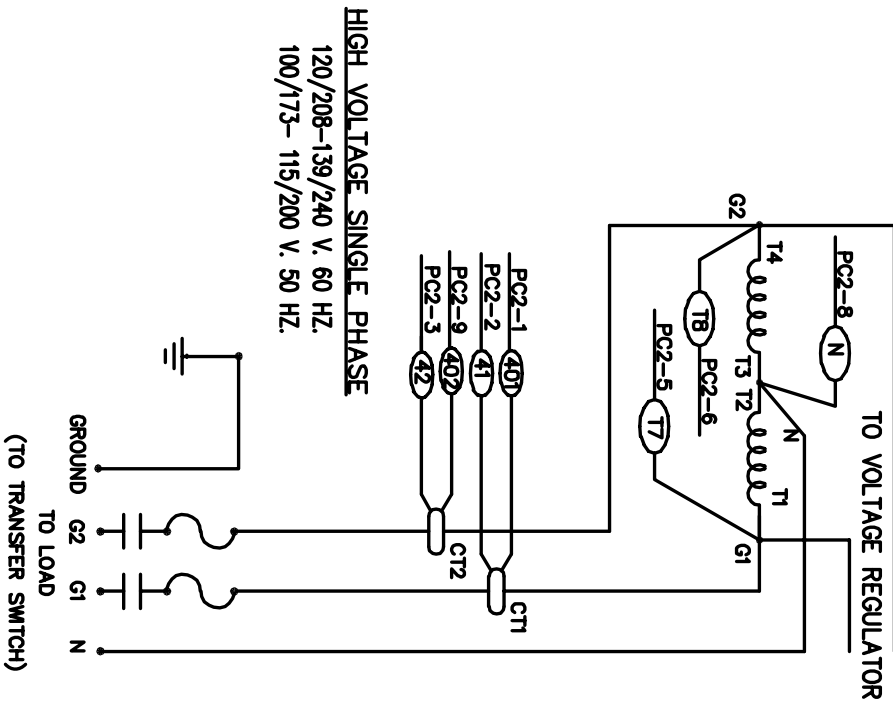 TO VOLTAGE REGULATOR
PC2-8
N
G2
T4
T3
T2
T1
G1
N
T8
PC2-6
PC2-5
T7
PC2-1
401
PC2-2
41
PC2-9
402
PC2-3
42
CT1
CT2
HIGH VOLTAGE SINGLE PHASE
120/208-139/240 V. 60 HZ.
100/173- 115/200 V. 50 HZ.
GROUND
G2
G1
N
TO LOAD
(TO TRANSFER SWITCH)